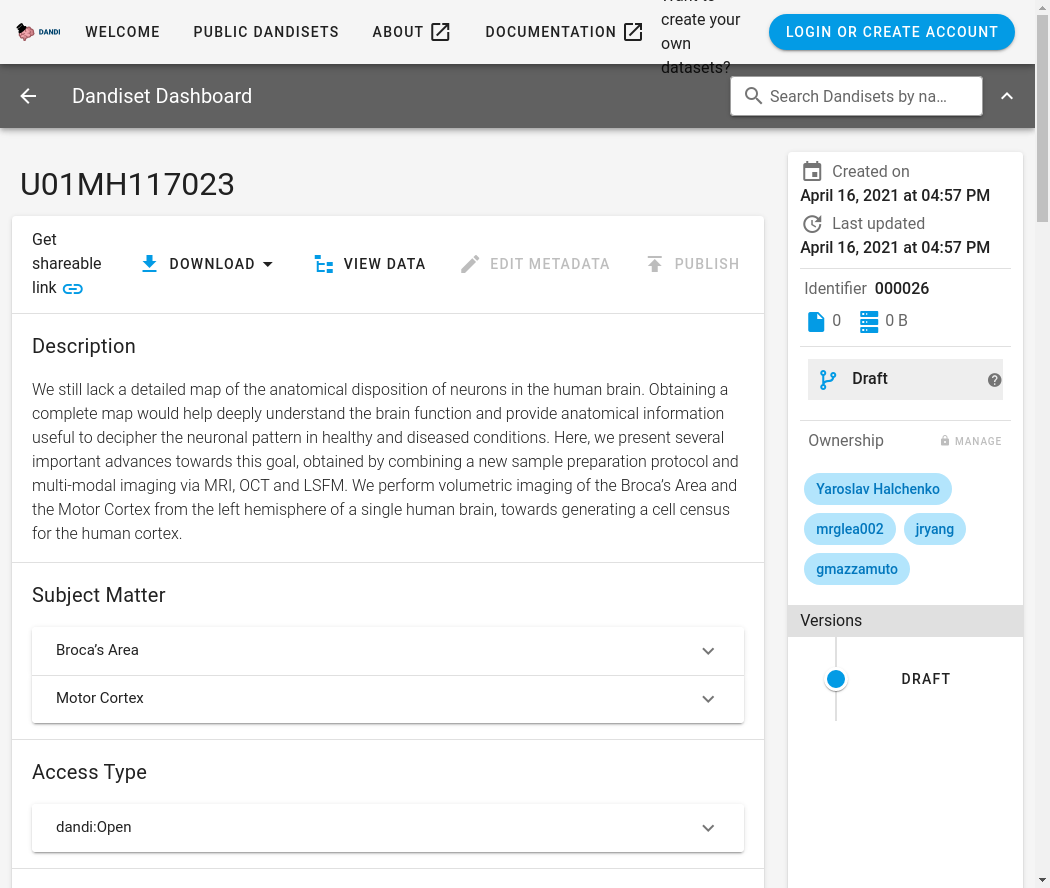 DANDI
WELCOME
PUBLIC DANDISETS
ABOUT
DOCUMENTATION
create your
own
datasets?
LOGIN OR CREATE ACCOUNT
Dandiset Dashboard
Search Dandisets by na…
U01MH117023
Get
shareable
link
DOWNLOAD
VIEW DATA
EDIT METADATA
PUBLISH
Description
We still lack a detailed map of the anatomical disposition of neurons in the human brain. Obtaining a
complete map would help deeply understand the brain function and provide anatomical information
useful to decipher the neuronal pattern in healthy and diseased conditions. Here, we present several
important advances towards this goal, obtained by combining a new sample preparation protocol and
multi-modal imaging via MRI, OCT and LSFM. We perform volumetric imaging of the Broca’s Area and
the Motor Cortex from the left hemisphere of a single human brain, towards generating a cell census
for the human cortex.
Subject Matter
Broca’s Area
Motor Cortex
Access Type
dandi:Open
Created on
April 16, 2021 at 04:57 PM
Last updated
April 16, 2021 at 04:57 PM
Identifier 000026
0 0 B
Draft
Ownership MANAGE
Yaroslav Halchenko
mrglea002 jryang
gmazzamuto
Versions
DRAFT